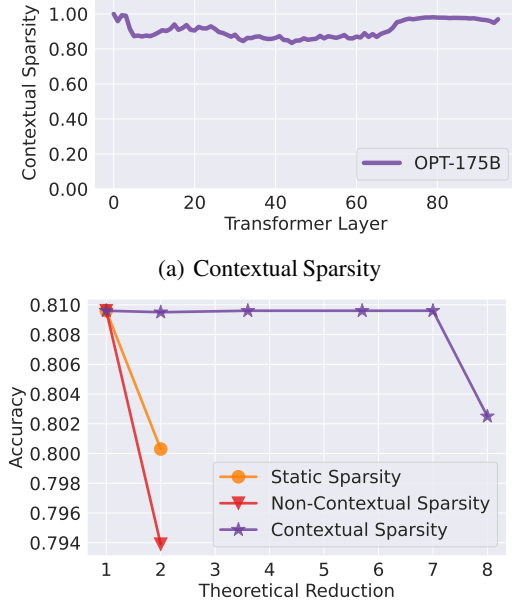 1.00
0.80
0.60
0.40
0.20
0.00
Contextual Sparsity
OPT-175B
0 20 40 60 80
Transformer Layer
(a) Contextual Sparsity
0.810
0.808
0.806
0.804
0.802
0.800
0.798
0.796
0.794
Accuracy
Static Sparsity
Non-Contextual Sparsity
Contextual Sparsity
1 2 3 4 5 6 7 8
Theoretical Reduction